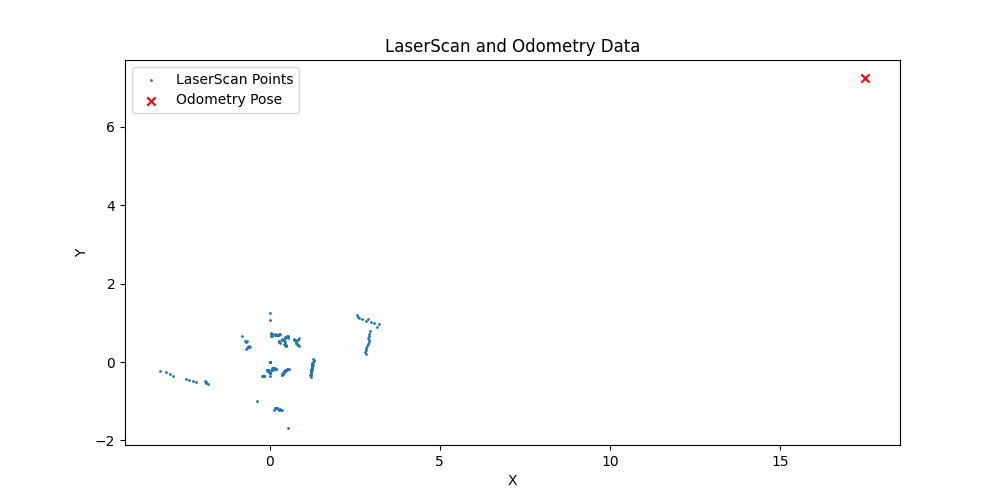 LaserScan and Odometry Data
LaserScan Points
Odometry Pose
6
4
2
0
−2
Y
0
5
10
15
X